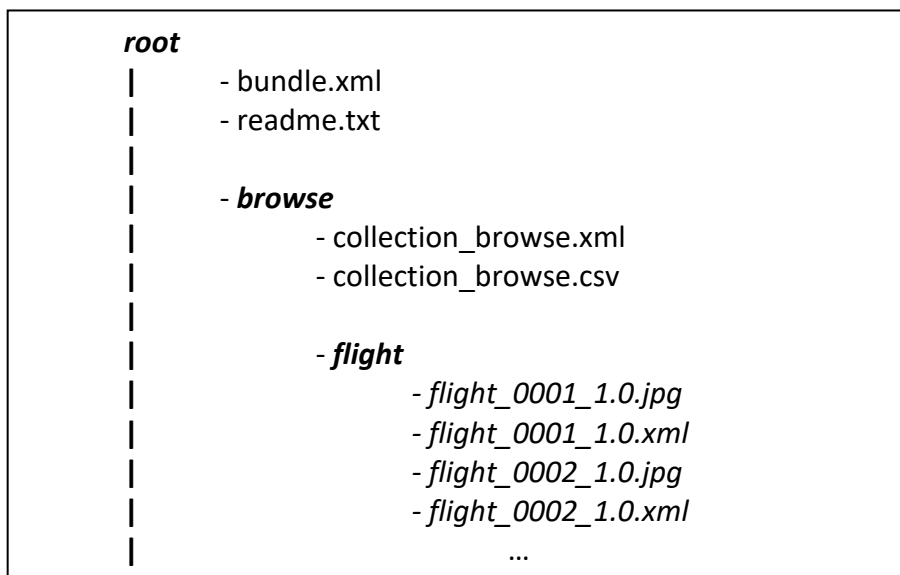 root
| - bundle.xml
| - readme.txt
|
| - browse
| - collection_browse.xml
| - collection_browse.csv
|
| - flight
| - flight_0001_1.0.jpg
| - flight_0001_1.0.xml
| - flight_0002_1.0.jpg
| - flight_0002_1.0.xml
| ...